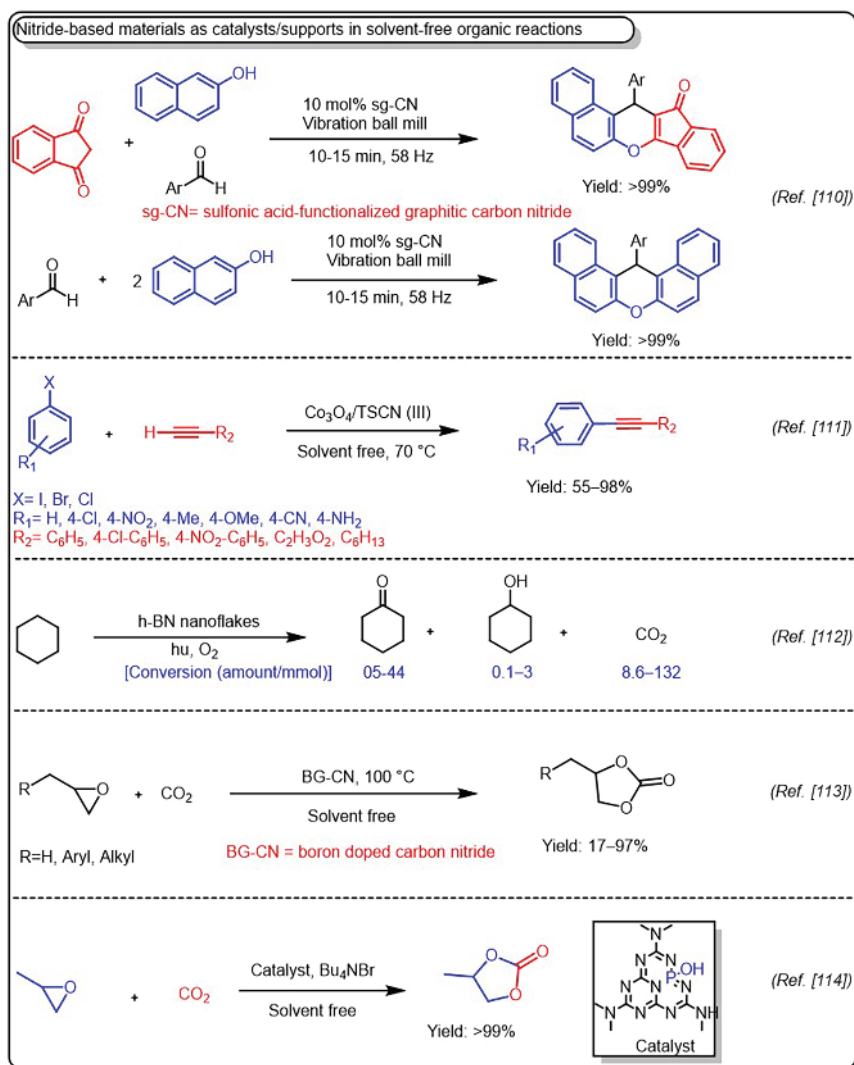 Nitride-based materials as catalysts/supports in solvent-free organic reactions
O
O
+
OH
O
Ar
H
10 mol% sg-CN
Vibration ball mill
10-15 min, 58 Hz
Ar
O
O
Yield: >99%
(Ref. [110])
sg-CN= sulfonic acid-functionalized graphitic carbon nitride
O
Ar
H
+
2
OH
10 mol% sg-CN
Vibration ball mill
10-15 min, 58 Hz
Ar
O
Yield: >99%
X
R₁
+
H
R₂
Co₃O₄/TSCN (III)
Solvent free, 70 °C
R₁
R₂
Yield: 55–98%
(Ref. [111])
X= I, Br, Cl
R₁= H, 4-Cl, 4-NO₂, 4-Me, 4-OMe, 4-CN, 4-NH₂
R₂= C₆H₅, 4-Cl-C₆H₅, 4-NO₂-C₆H₅, C₂H₃O₂, C₆H₁₃
h-BN nanoflakes
hu, O₂
[Conversion (amount/mmol)]
O
05-44
+
OH
0.1–3
+
CO₂
8.6–132
(Ref. [112])
R
O
+
CO₂
BG-CN, 100 °C
Solvent free
R
O
O
O
Yield: 17–97%
(Ref. [113])
R=H, Aryl, Alkyl
BG-CN = boron doped carbon nitride
O
+
CO₂
Catalyst, Bu₄NBr
Solvent free
O
O
O
Yield: >99%
N
N
N
P
OH
N
N
N
N
N
N
N
NH
Catalyst
(Ref. [114])